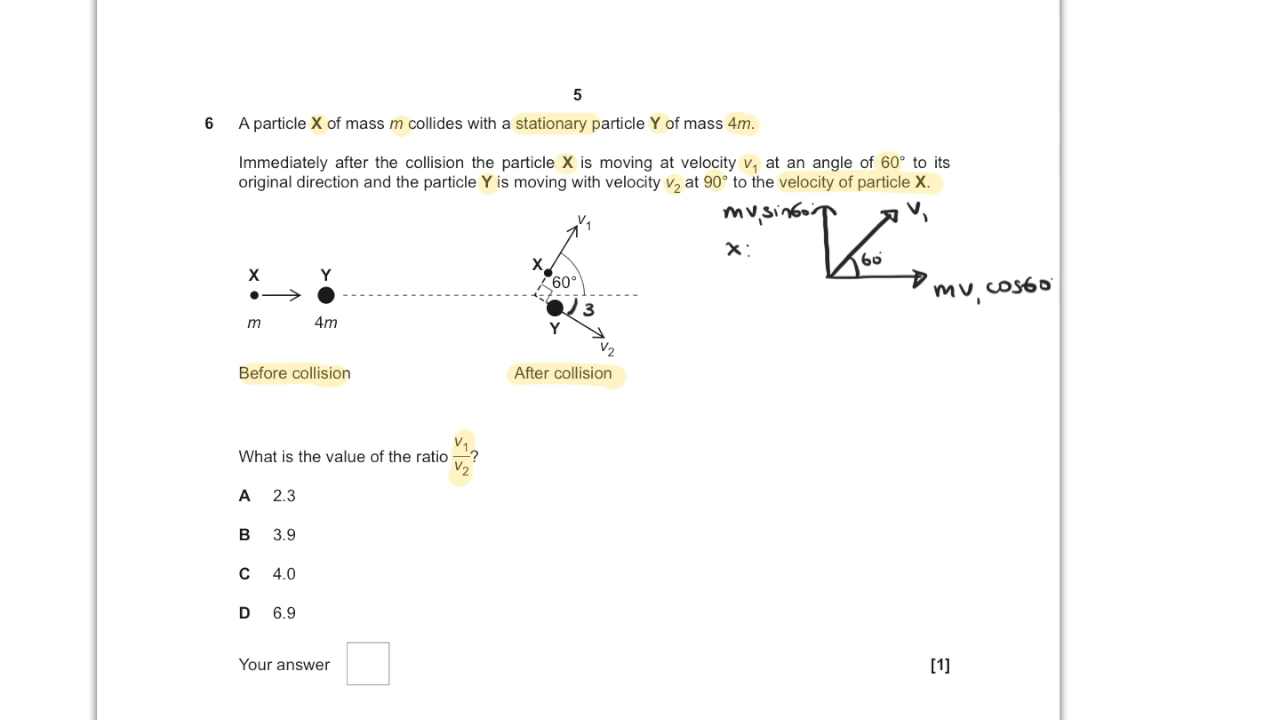 5
6 A particle X of mass m collides with a stationary particle Y of mass 4m.
Immediately after the collision the particle X is moving at velocity v₁ at an angle of 60° to its
original direction and the particle Y is moving with velocity v₂ at 90° to the velocity of particle X.
mv₁sin60° v₁
x: 60°
mv₁cos60°
v₁
X Y X 60°
3
m 4m Y
v₂
Before collision After collision
What is the value of the ratio v₁/v₂?
A 2.3
B 3.9
C 4.0
D 6.9
Your answer [1]